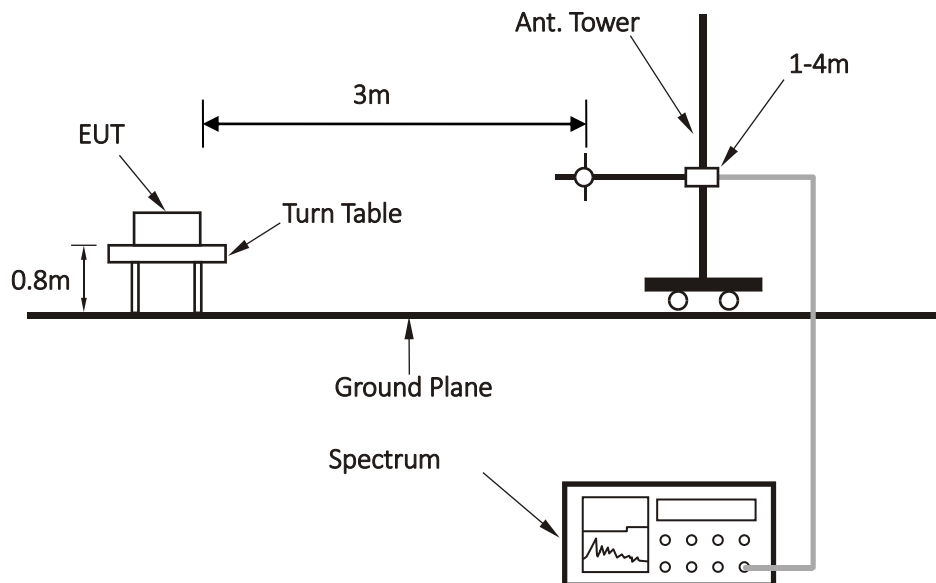 Ant. Tower
1-4m
3m
EUT
Turn Table
0.8m
Ground Plane
Spectrum